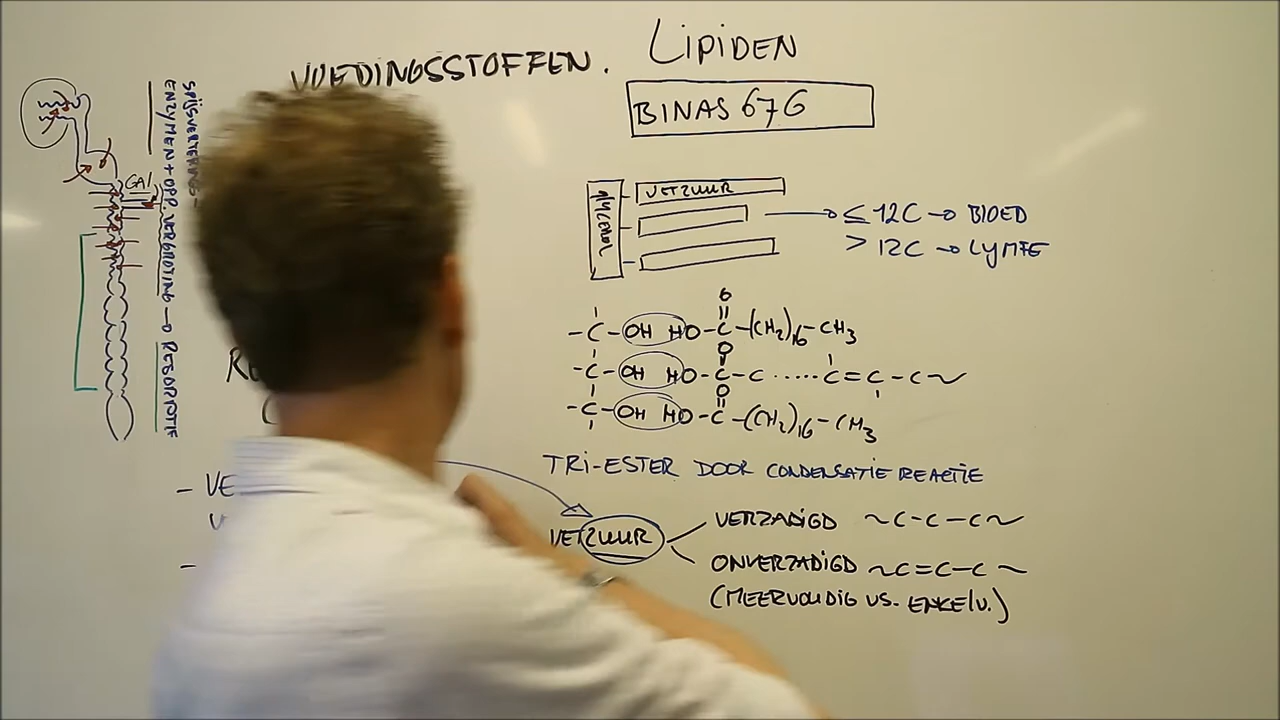 VOEDINGSSTOFFEN. LIPIDEN
BINAS 67G
SPIJSVERTERING-
ENZYMEN + OPP. VERGROTING → RESORPTIE
GAL
GLYCEROL
VETZUUR
≤ 12C → BLOED
> 12C → LYMFE
O
-C-OH HO-C-(CH2)16-CH3
O
-C-OH HO-C-C ..... C=C-C~
O
-C-OH HO-C-(CH2)16-CH3
TRI-ESTER DOOR CONDENSATIE REACTIE
- VE
-
VETZUUR
VERZADIGD ~C-C-C~
ONVERZADIGD ~C=C-C~
(MEERVOUDIG VS. ENKELV.)